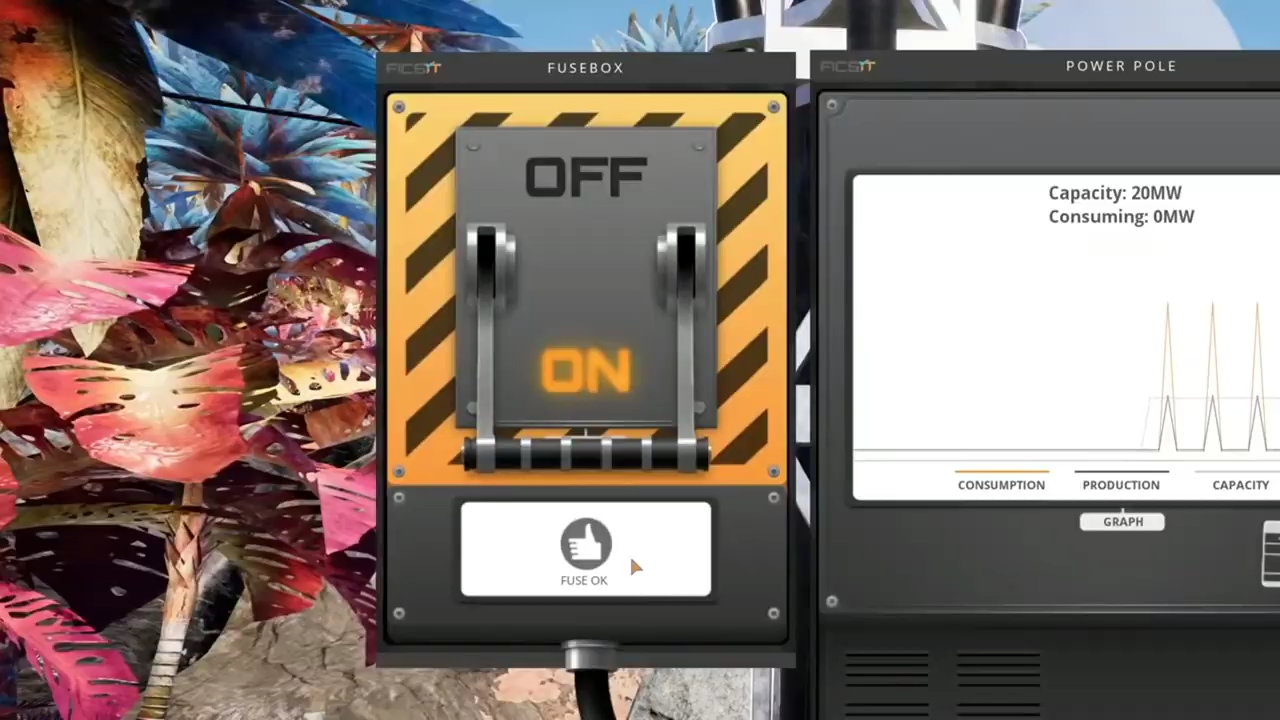 FICSIT
FUSEBOX
OFF
ON
FUSE OK
FICSIT
POWER POLE
Capacity: 20MW
Consuming: 0MW
CONSUMPTION
PRODUCTION
CAPACITY
GRAPH